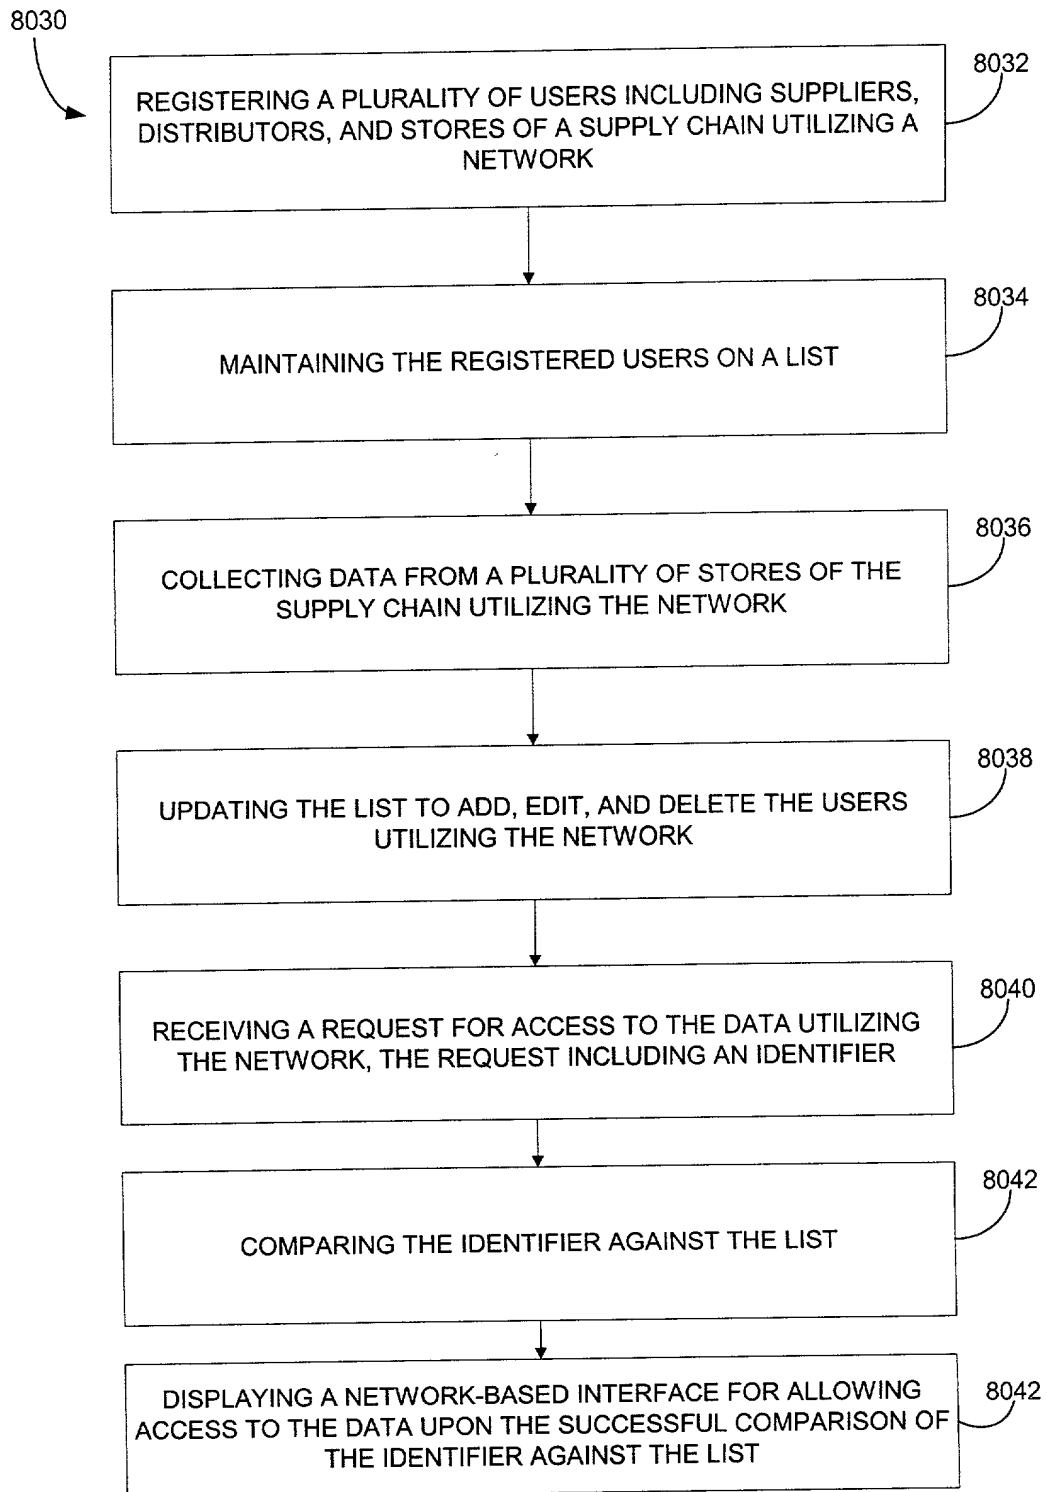 8030
8032
REGISTERING A PLURALITY OF USERS INCLUDING SUPPLIERS,
DISTRIBUTORS, AND STORES OF A SUPPLY CHAIN UTILIZING A
NETWORK
8034
MAINTAINING THE REGISTERED USERS ON A LIST
8036
COLLECTING DATA FROM A PLURALITY OF STORES OF THE
SUPPLY CHAIN UTILIZING THE NETWORK
8038
UPDATING THE LIST TO ADD, EDIT, AND DELETE THE USERS
UTILIZING THE NETWORK
8040
RECEIVING A REQUEST FOR ACCESS TO THE DATA UTILIZING
THE NETWORK, THE REQUEST INCLUDING AN IDENTIFIER
8042
COMPARING THE IDENTIFIER AGAINST THE LIST
8042
DISPLAYING A NETWORK-BASED INTERFACE FOR ALLOWING
ACCESS TO THE DATA UPON THE SUCCESSFUL COMPARISON OF
THE IDENTIFIER AGAINST THE LIST